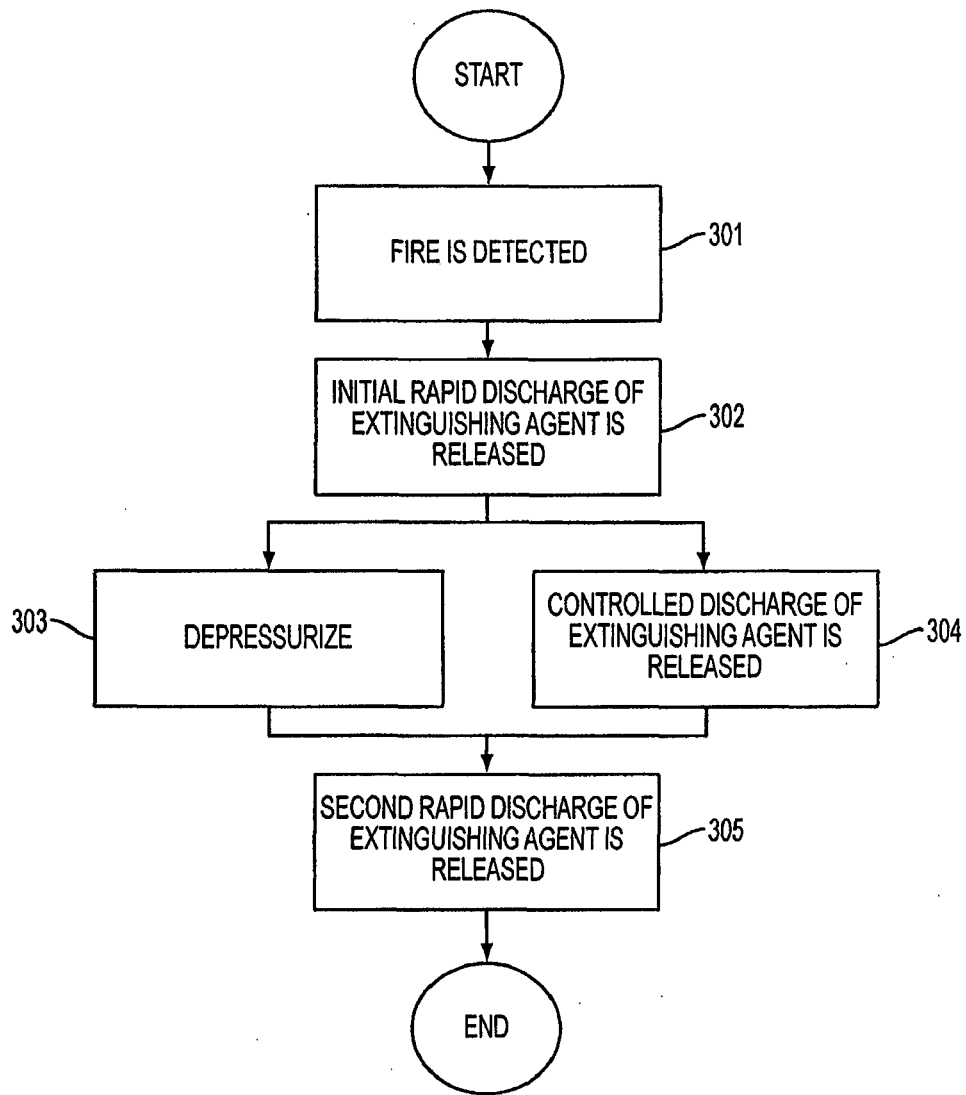 START
FIRE IS DETECTED
301
INITIAL RAPID DISCHARGE OF
EXTINGUISHING AGENT IS
RELEASED
302
303
DEPRESSURIZE
CONTROLLED DISCHARGE OF
EXTINGUISHING AGENT IS
RELEASED
304
SECOND RAPID DISCHARGE OF
EXTINGUISHING AGENT IS
RELEASED
305
END